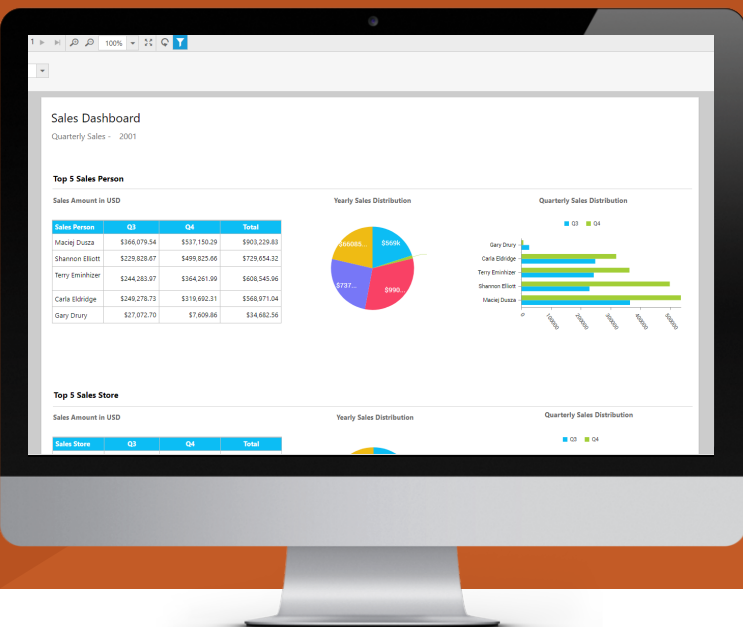 1
100%
Sales Dashboard
Quarterly Sales -   2001
Top 5 Sales Person
Sales Amount in USD
Sales Person Q3 Q4 Total
Maciej Dusza $366,079.54 $537,150.29 $903,229.83
Shannon Elliott $229,828.67 $499,825.66 $729,654.32
Terry Eminhizer $244,283.97 $364,261.99 $608,545.96
Carla Eldridge $249,278.73 $319,692.31 $568,971.04
Gary Drury $27,072.70 $7,609.86 $34,682.56
Yearly Sales Distribution
$569k
$990...
$737...
Quarterly Sales Distribution
Q3 Q4
Gary Drury
Carla Eldridge
Terry Eminhizer
Shannon Elliott
Maciej Dusza
0 100000 200000 300000 400000 500000
Top 5 Sales Store
Sales Amount in USD
Sales Store Q3 Q4 Total
Yearly Sales Distribution
Quarterly Sales Distribution
Q3 Q4